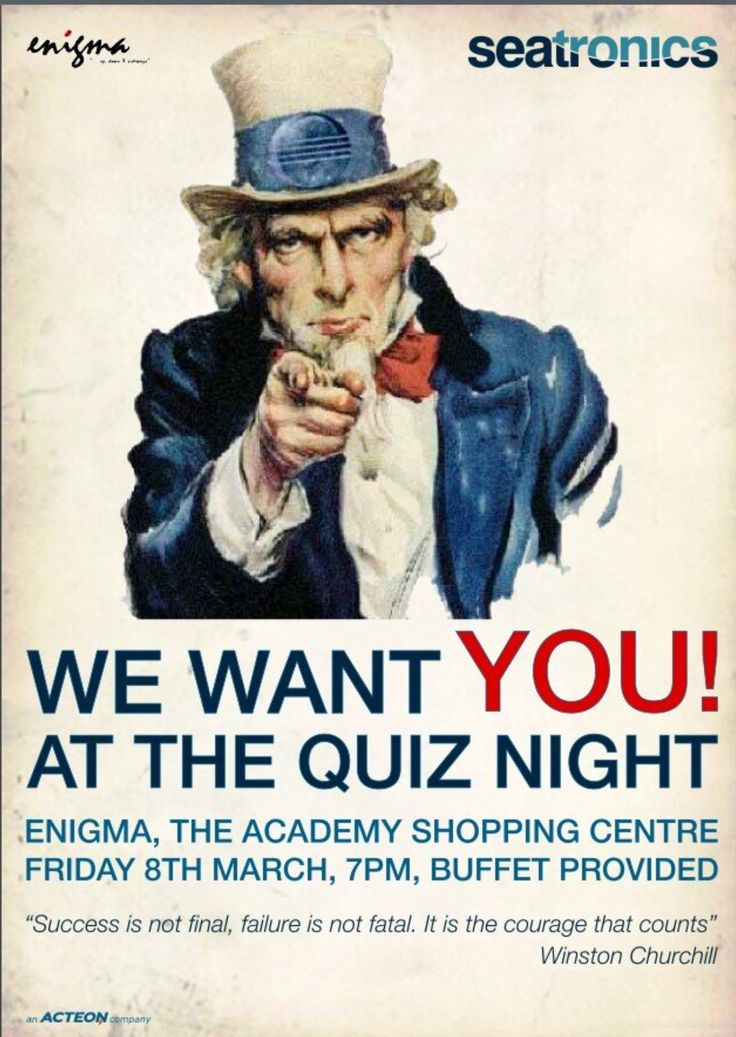 enigma
seatronics
WE WANT YOU!
AT THE QUIZ NIGHT
ENIGMA, THE ACADEMY SHOPPING CENTRE
FRIDAY 8TH MARCH, 7PM, BUFFET PROVIDED
“Success is not final, failure is not fatal. It is the courage that counts”
Winston Churchill
an ACTEON company